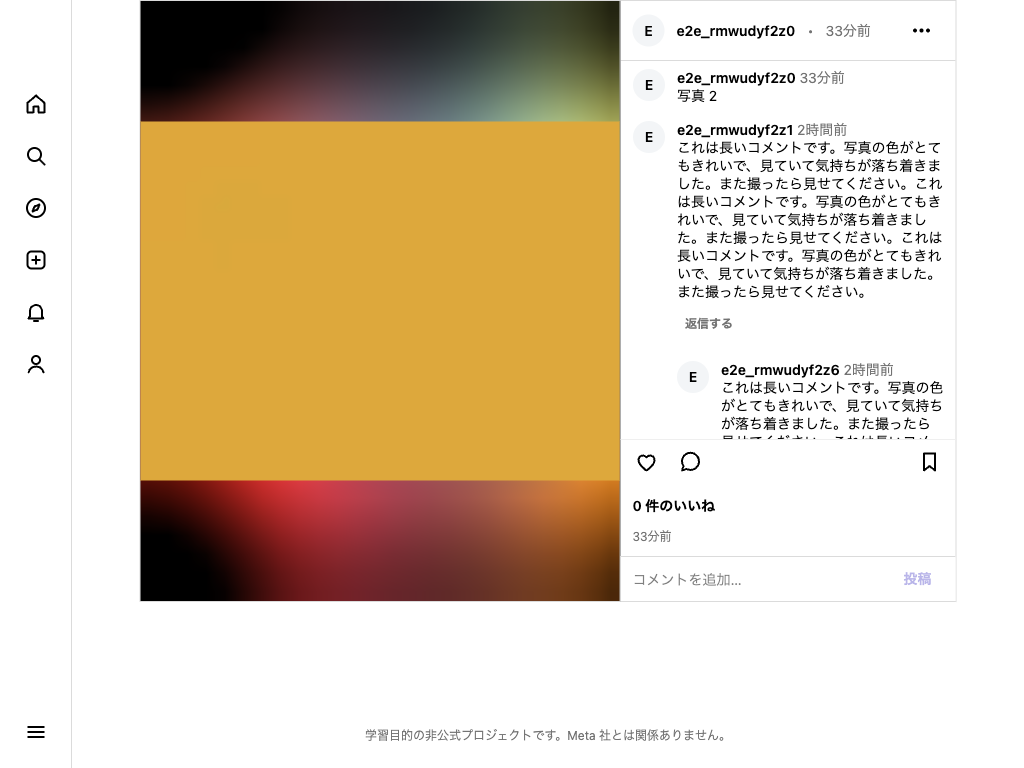 E e2e_rmwudyf2z0 • 33分前
E e2e_rmwudyf2z0 33分前
写真 2
E e2e_rmwudyf2z1 2時間前
これは長いコメントです。写真の色がとて
もきれいで、見ていて気持ちが落ち着きま
した。また撮ったら見せてください。これ
は長いコメントです。写真の色がとてもき
れいで、見ていて気持ちが落ち着きまし
た。また撮ったら見せてください。これは
長いコメントです。写真の色がとてもきれ
いで、見ていて気持ちが落ち着きました。
また撮ったら見せてください。
返信する
E e2e_rmwudyf2z6 2時間前
これは長いコメントです。写真の色
がとてもきれいで、見ていて気持ち
が落ち着きました。また撮ったら
見せてください。これは長いコメ
0 件のいいね
33分前
コメントを追加... 投稿
学習目的の非公式プロジェクトです。Meta 社とは関係ありません。